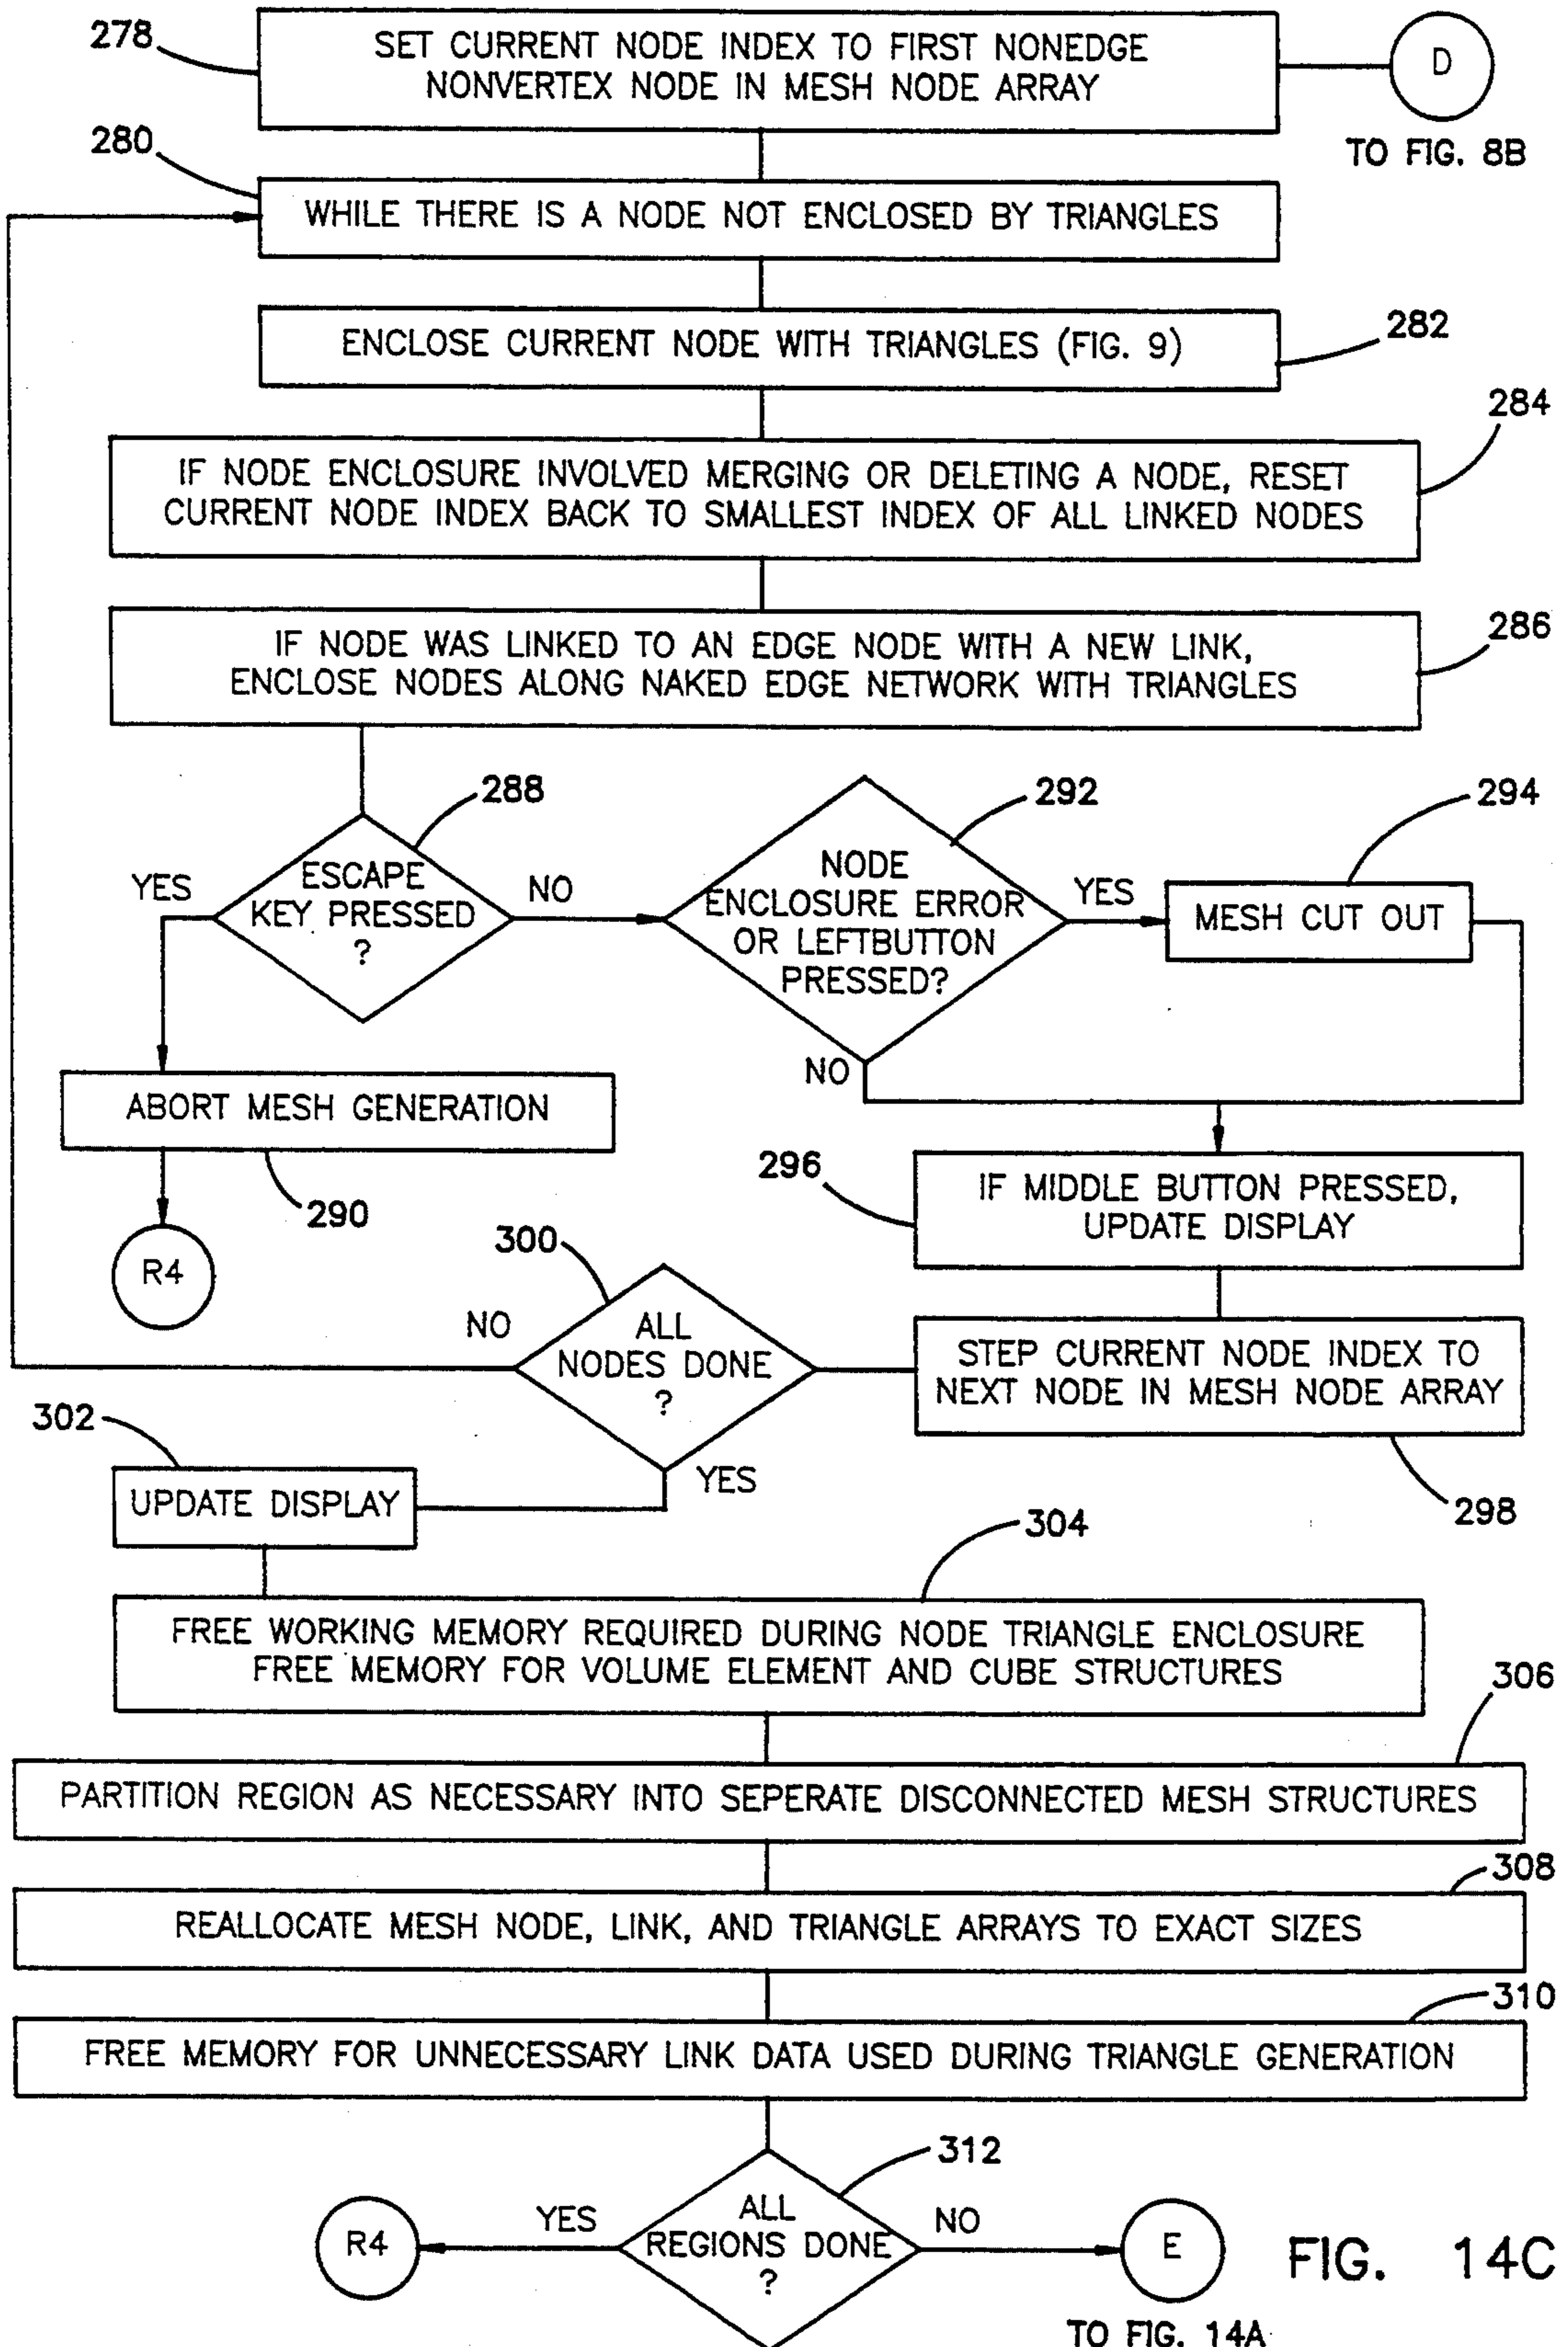 278
SET CURRENT NODE INDEX TO FIRST NONEDGE
NONVERTEX NODE IN MESH NODE ARRAY
D
TO FIG. 8B
280
WHILE THERE IS A NODE NOT ENCLOSED BY TRIANGLES
ENCLOSE CURRENT NODE WITH TRIANGLES (FIG. 9)
282
284
IF NODE ENCLOSURE INVOLVED MERGING OR DELETING A NODE, RESET
CURRENT NODE INDEX BACK TO SMALLEST INDEX OF ALL LINKED NODES
286
IF NODE WAS LINKED TO AN EDGE NODE WITH A NEW LINK,
ENCLOSE NODES ALONG NAKED EDGE NETWORK WITH TRIANGLES
288
ESCAPE
KEY PRESSED
?
YES
NO
292
NODE
ENCLOSURE ERROR
OR LEFTBUTTON
PRESSED?
YES
NO
294
MESH CUT OUT
ABORT MESH GENERATION
290
R4
296
IF MIDDLE BUTTON PRESSED,
UPDATE DISPLAY
STEP CURRENT NODE INDEX TO
NEXT NODE IN MESH NODE ARRAY
298
300
ALL
NODES DONE
?
NO
YES
302
UPDATE DISPLAY
304
FREE WORKING MEMORY REQUIRED DURING NODE TRIANGLE ENCLOSURE
FREE MEMORY FOR VOLUME ELEMENT AND CUBE STRUCTURES
306
PARTITION REGION AS NECESSARY INTO SEPERATE DISCONNECTED MESH STRUCTURES
308
REALLOCATE MESH NODE, LINK, AND TRIANGLE ARRAYS TO EXACT SIZES
310
FREE MEMORY FOR UNNECESSARY LINK DATA USED DURING TRIANGLE GENERATION
312
ALL
REGIONS DONE
?
YES
R4
NO
E
TO FIG. 14A
FIG. 14C